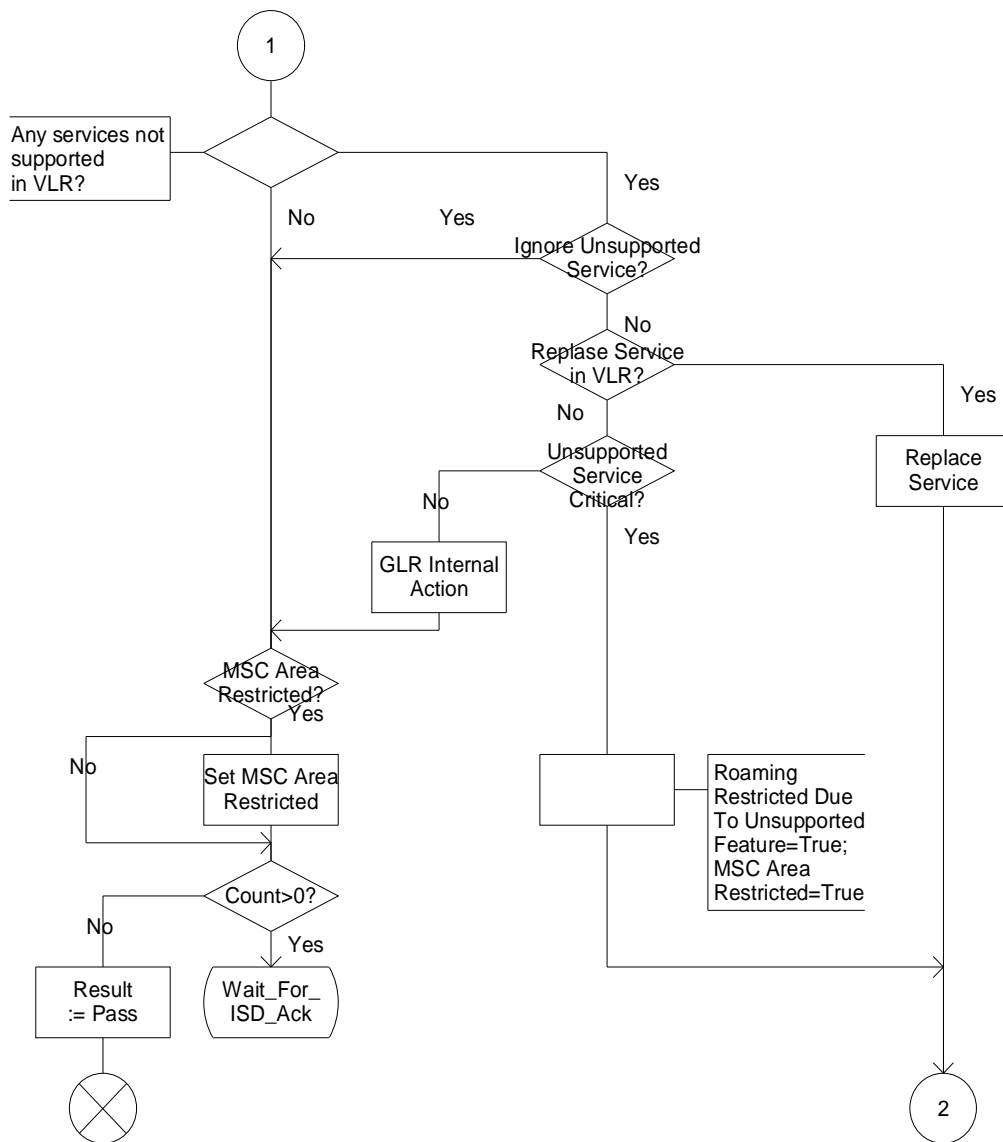 1
Any services not
supported
in VLR?
Yes
No
Yes
Ignore Unsupported
Service?
No
Replase Service
in VLR?
Yes
No
Unsupported
Service
Critical?
Replace
Service
No
Yes
GLR Internal
Action
MSC Area
Restricted?
Yes
No
Set MSC Area
Restricted
Roaming
Restricted Due
To Unsupported
Feature=True;
MSC Area
Restricted=True
Count>0?
No
Yes
Result
:= Pass
Wait_For_
ISD_Ack
2